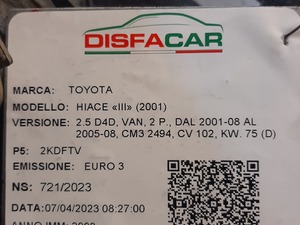 DISFACAR
MARCA: TOYOTA
MODELLO: HIACE «III» (2001)
VERSIONE: 2.5 D4D, VAN, 2 P., DAL 2001-08 AL
2005-08, CM3 2494, CV 102, KW. 75 (D)
P5: 2KDFTV
EMISSIONE: EURO 3
NS: 721/2023
DATA:07/04/2023 08:27:00
ANNO IMM: